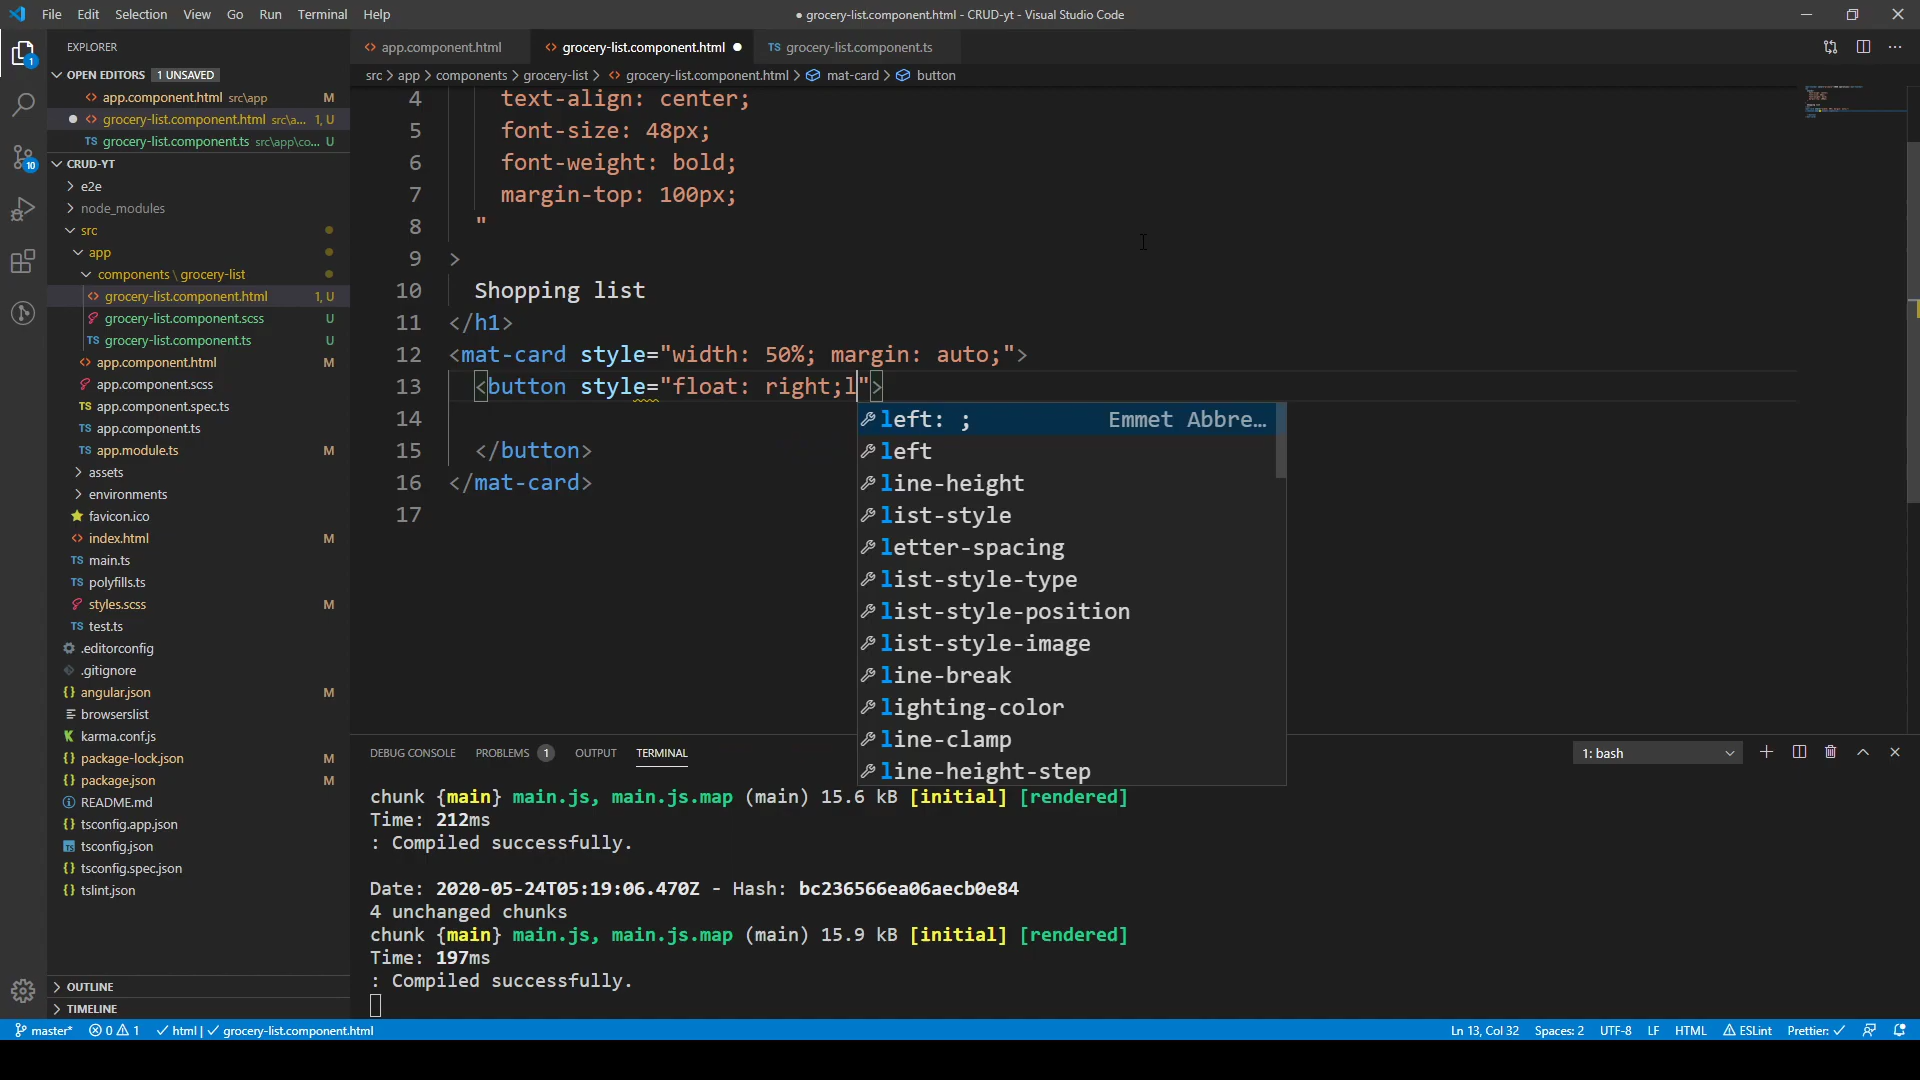 File Edit Selection View Go Run Terminal Help
● grocery-list.component.html - CRUD-yt - Visual Studio Code
EXPLORER
OPEN EDITORS 1 UNSAVED
app.component.html src\app M
grocery-list.component.html src\a... 1, U
TS grocery-list.component.ts src\app\co... U
CRUD-YT
e2e
node_modules
src
app
components \ grocery-list
grocery-list.component.html 1, U
grocery-list.component.scss U
TS grocery-list.component.ts U
app.component.html M
app.component.scss
TS app.component.spec.ts
TS app.component.ts
TS app.module.ts M
assets
environments
favicon.ico
index.html M
TS main.ts
TS polyfills.ts
styles.scss M
TS test.ts
.editorconfig
.gitignore
{} angular.json M
browserslist
karma.conf.js
{} package-lock.json M
{} package.json M
README.md
{} tsconfig.app.json
tsconfig.json
{} tsconfig.spec.json
{} tslint.json
OUTLINE
TIMELINE
1
10
app.component.html
grocery-list.component.html ●
TS grocery-list.component.ts
src > app > components > grocery-list > grocery-list.component.html > mat-card > button
4 text-align: center;
5 font-size: 48px;
6 font-weight: bold;
7 margin-top: 100px;
8 "
9 >
10 Shopping list
11 </h1>
12 <mat-card style="width: 50%; margin: auto;">
13 <button style="float: right;l">
14
15 </button>
16 </mat-card>
17
left: ; Emmet Abbre...
left
line-height
list-style
letter-spacing
list-style-type
list-style-position
list-style-image
line-break
lighting-color
line-clamp
line-height-step
DEBUG CONSOLE PROBLEMS 1 OUTPUT TERMINAL
1: bash
chunk {main} main.js, main.js.map (main) 15.6 kB [initial] [rendered]
Time: 212ms
: Compiled successfully.
Date: 2020-05-24T05:19:06.470Z - Hash: bc236566ea06aecb0e84
4 unchanged chunks
chunk {main} main.js, main.js.map (main) 15.9 kB [initial] [rendered]
Time: 197ms
: Compiled successfully.
master* 0 1 ✓ html | ✓ grocery-list.component.html
Ln 13, Col 32 Spaces: 2 UTF-8 LF HTML ESLint Prettier: ✓